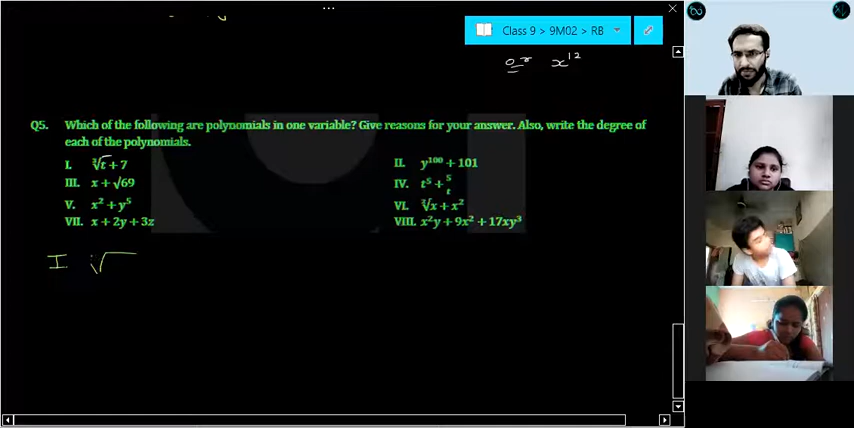 Class 9 > 9M02 > RB
or x¹²
Q5. Which of the following are polynomials in one variable? Give reasons for your answer. Also, write the degree of
each of the polynomials.
I. ∛t + 7 II. y¹⁰⁰ + 101
III. x + √69 IV. t⁵ + 5/t
V. x² + y⁵ VI. ∛x + x²
VII. x + 2y + 3z VIII. x²y + 9x² + 17xy³
I √